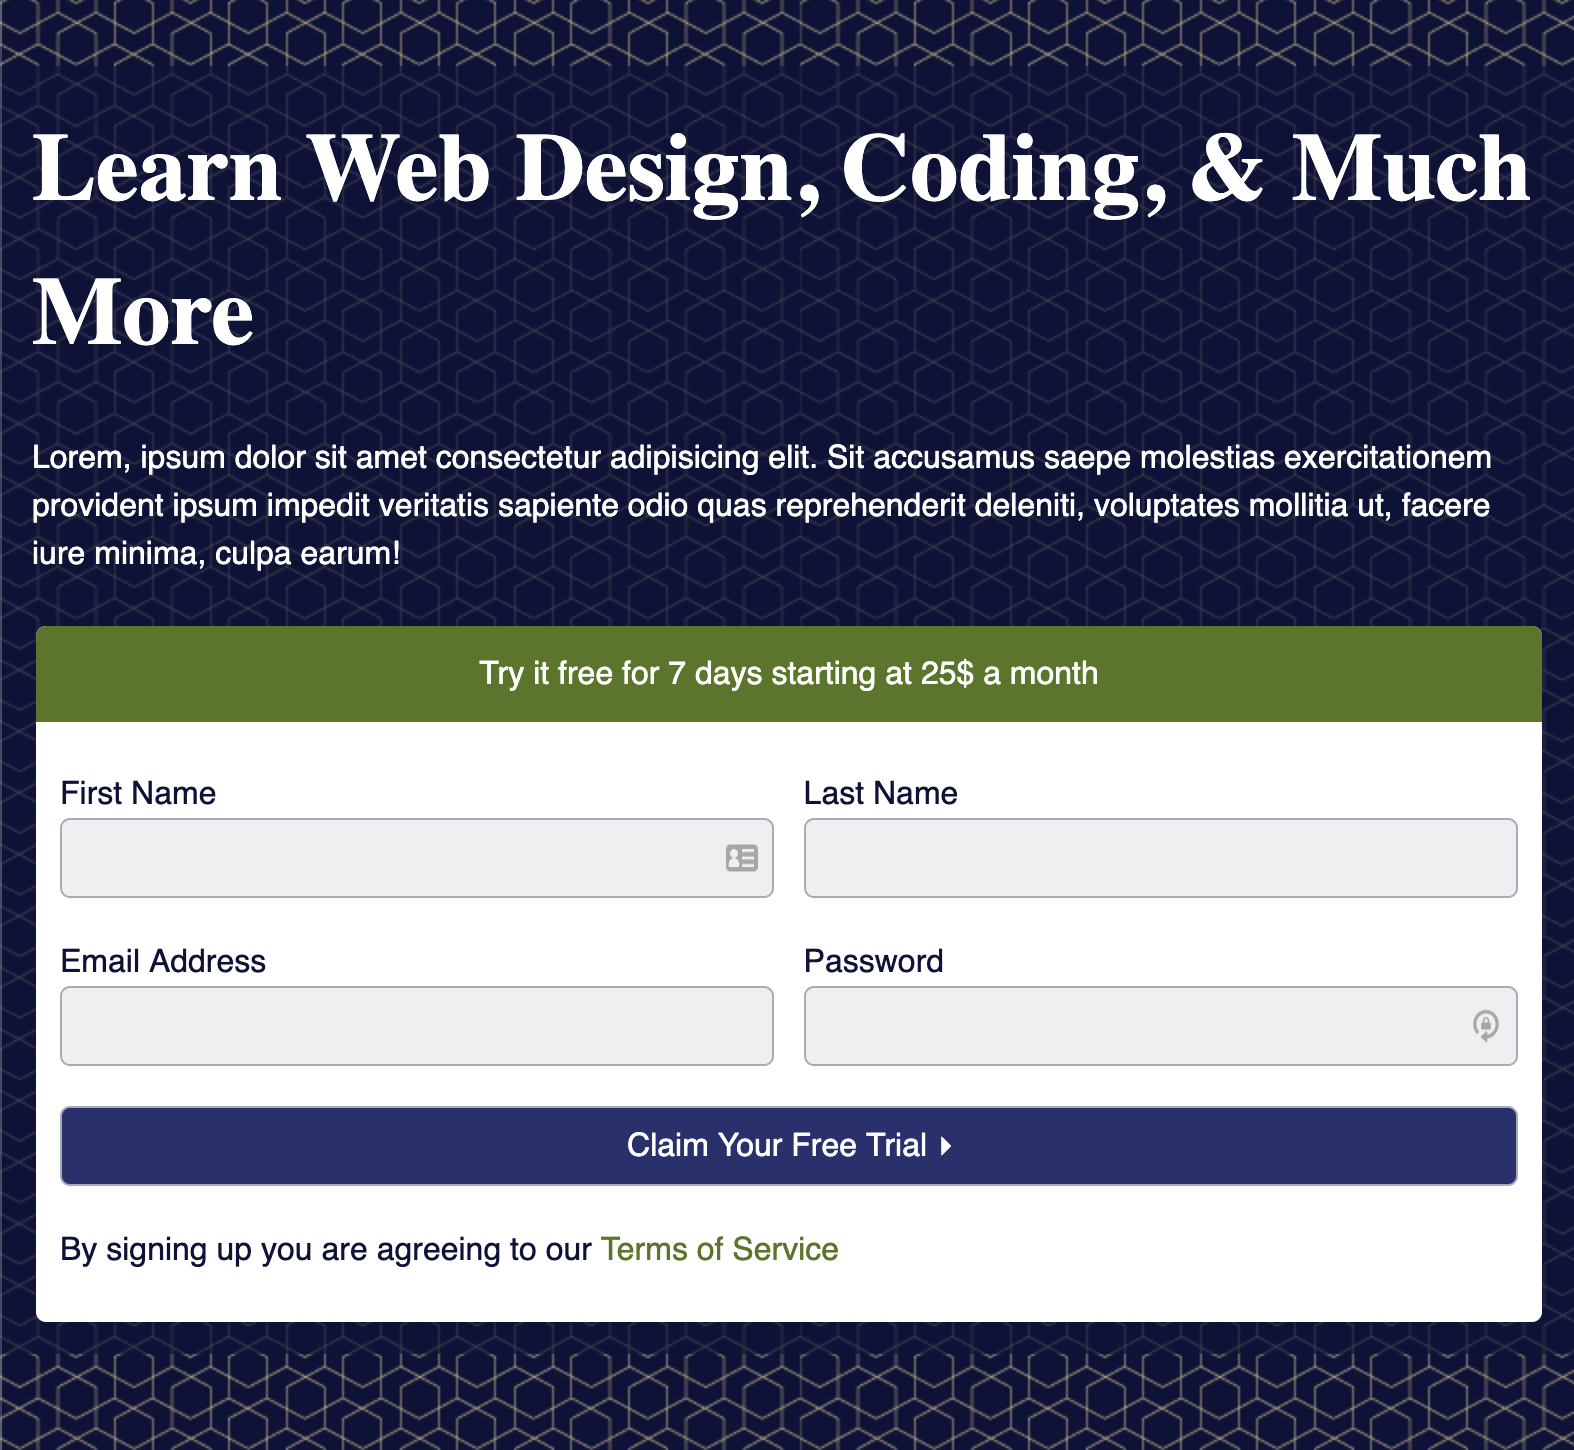 Learn Web Design, Coding, & Much
More
Lorem, ipsum dolor sit amet consectetur adipisicing elit. Sit accusamus saepe molestias exercitationem
provident ipsum impedit veritatis sapiente odio quas reprehenderit deleniti, voluptates mollitia ut, facere
iure minima, culpa earum!
Try it free for 7 days starting at 25$ a month
First Name
Last Name
Email Address
Password
Claim Your Free Trial
By signing up you are agreeing to our Terms of Service